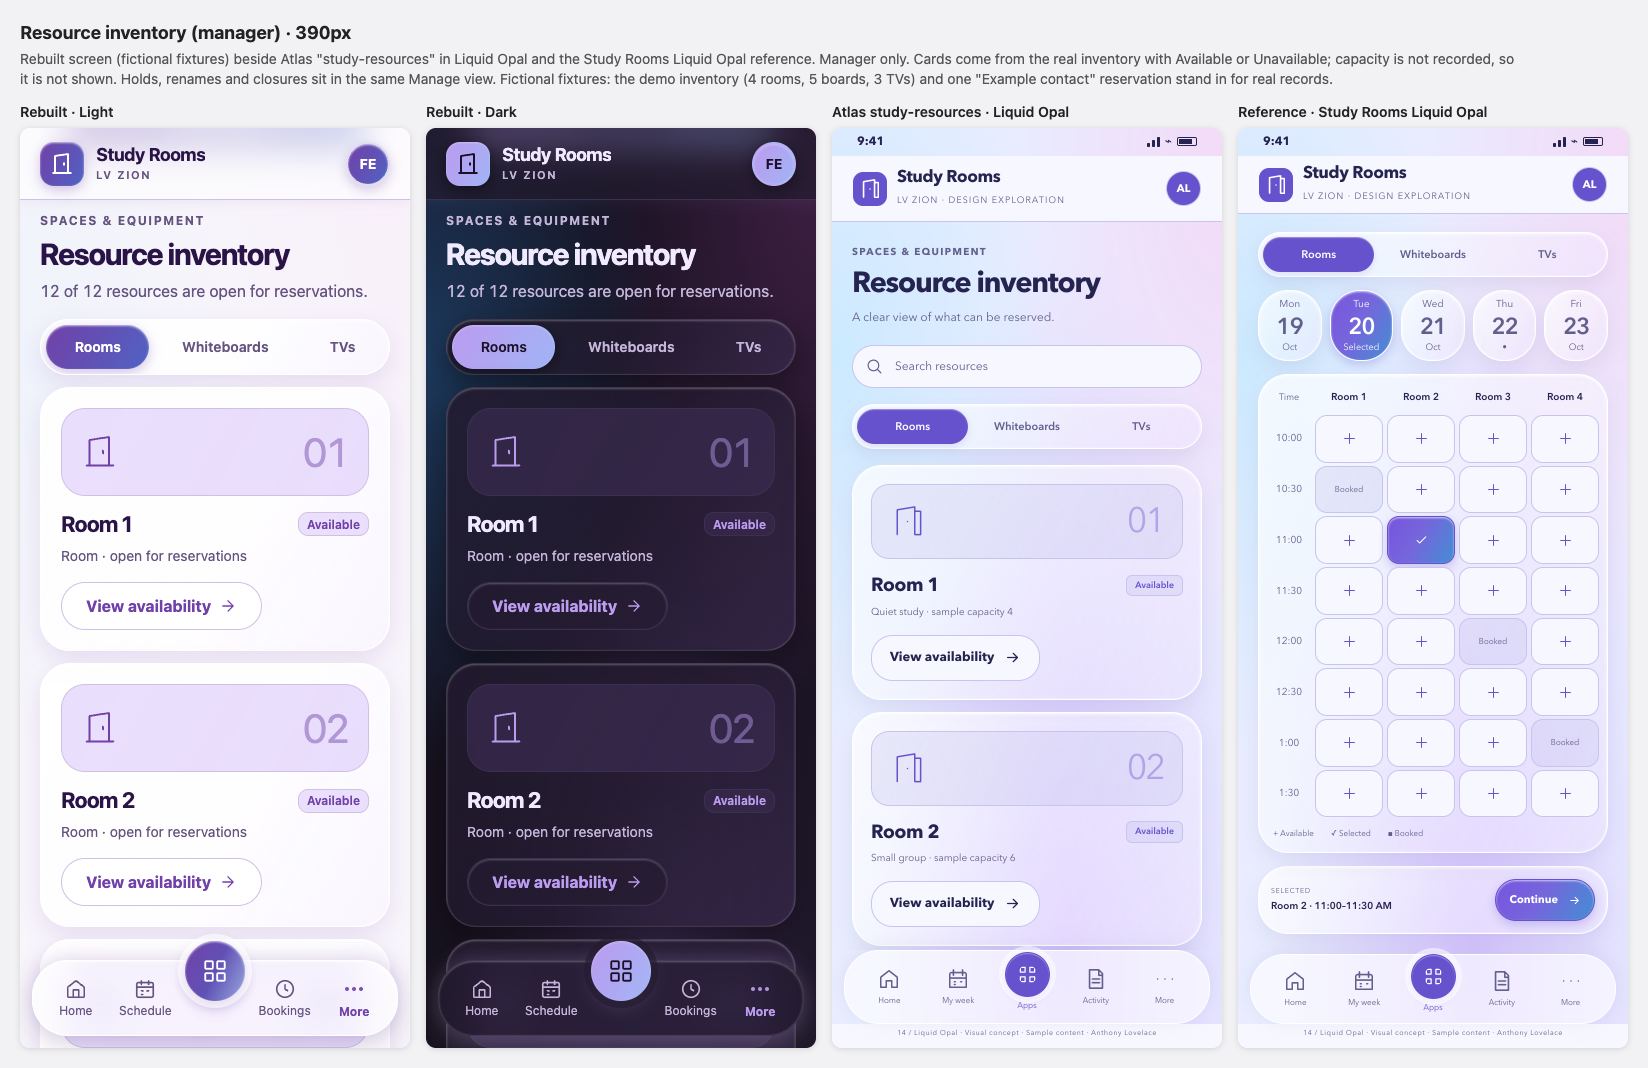 Resource inventory (manager) · 390px
Rebuilt screen (fictional fixtures) beside Atlas "study-resources" in Liquid Opal and the Study Rooms Liquid Opal reference. Manager only. Cards come from the real inventory with Available or Unavailable; capacity is not recorded, so
it is not shown. Holds, renames and closures sit in the same Manage view. Fictional fixtures: the demo inventory (4 rooms, 5 boards, 3 TVs) and one "Example contact" reservation stand in for real records.
Rebuilt · Light
Study Rooms
LV ZION
FE
SPACES & EQUIPMENT
Resource inventory
12 of 12 resources are open for reservations.
Rooms Whiteboards TVs
01
Room 1 Available
Room · open for reservations
View availability →
02
Room 2 Available
Room · open for reservations
View availability →
Home Schedule Bookings More
Rebuilt · Dark
Study Rooms
LV ZION
FE
SPACES & EQUIPMENT
Resource inventory
12 of 12 resources are open for reservations.
Rooms Whiteboards TVs
01
Room 1 Available
Room · open for reservations
View availability →
02
Room 2 Available
Room · open for reservations
View availability →
Home Schedule Bookings More
Atlas study-resources · Liquid Opal
9:41
Study Rooms
LV ZION · DESIGN EXPLORATION
AL
SPACES & EQUIPMENT
Resource inventory
A clear view of what can be reserved.
Search resources
Rooms Whiteboards TVs
01
Room 1 Available
Quiet study · sample capacity 4
View availability →
02
Room 2 Available
Small group · sample capacity 6
View availability →
Home My week Apps Activity More
14 / Liquid Opal · Visual concept · Sample content · Anthony Lovelace
Reference · Study Rooms Liquid Opal
9:41
Study Rooms
LV ZION · DESIGN EXPLORATION
AL
Rooms Whiteboards TVs
Mon Tue Wed Thu Fri
19 20 21 22 23
Oct Selected Oct • Oct
Time Room 1 Room 2 Room 3 Room 4
10:00 + + + +
10:30 Booked + + +
11:00 + ✓ + +
11:30 + + + +
12:00 + + Booked +
12:30 + + + +
1:00 + + + Booked
1:30 + + + +
+ Available ✓ Selected ■ Booked
SELECTED
Room 2 · 11:00–11:30 AM
Continue →
Home My week Apps Activity More
14 / Liquid Opal · Visual concept · Sample content · Anthony Lovelace